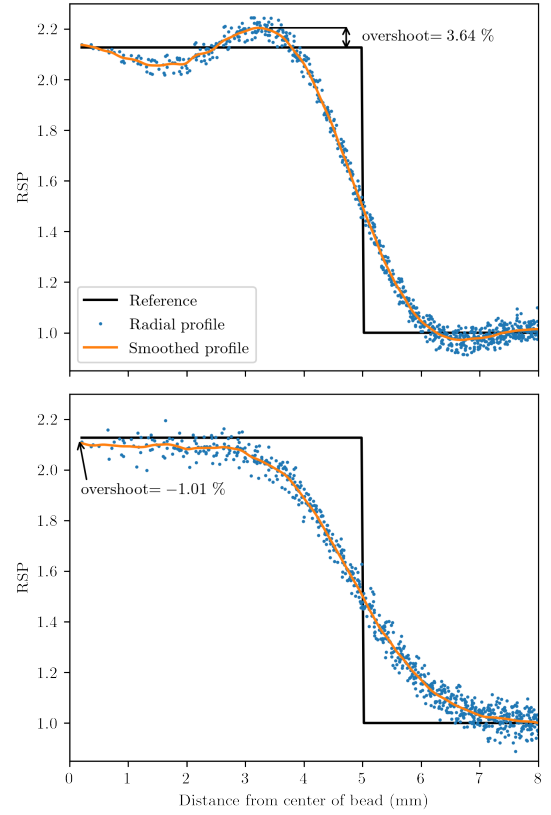 2.2
overshoot= 3.64 %
2.0
1.8
RSP
1.6
1.4
1.2
1.0
Reference
Radial profile
Smoothed profile
2.2
2.0
overshoot= −1.01 %
1.8
RSP
1.6
1.4
1.2
1.0
0 1 2 3 4 5 6 7 8
Distance from center of bead (mm)